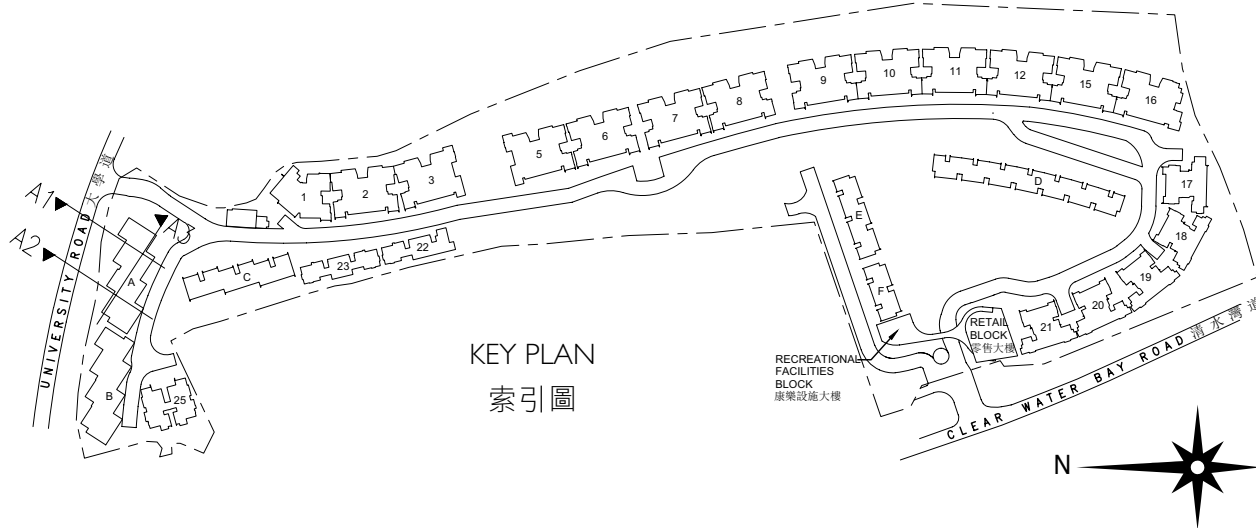 9
10
11
12
15
16
8
7
6
5
3
2
1
D
17
18
19
20
21
E
F
22
23
C
A1
A2
A3
A
B
25
UNIVERSITY ROAD 大學道
KEY PLAN
索引圖
RETAIL
BLOCK
零售大樓
RECREATIONAL
FACILITIES
BLOCK
康樂設施大樓
CLEAR WATER BAY ROAD 清水灣道
N